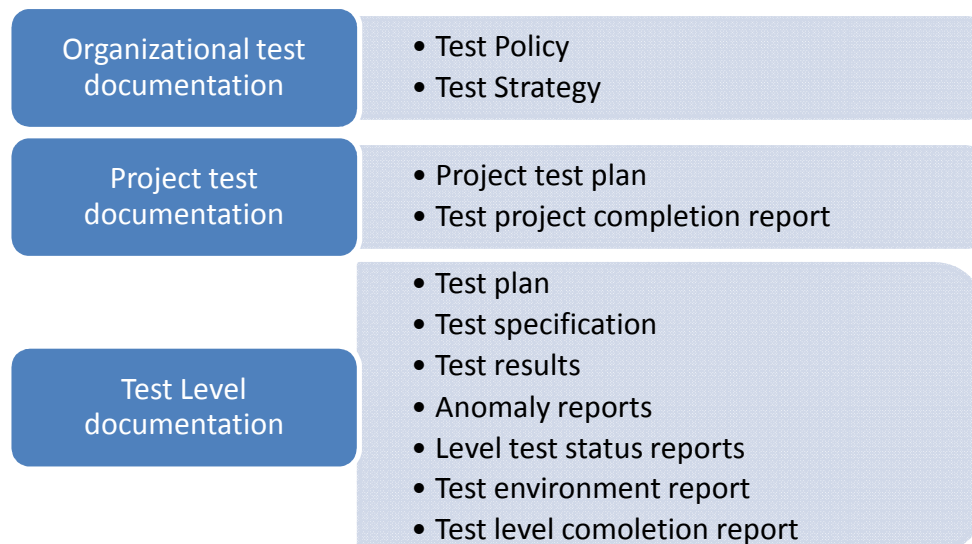 Organizational test
documentation
• Test Policy
• Test Strategy
Project test
documentation
• Project test plan
• Test project completion report
Test Level
documentation
• Test plan
• Test specification
• Test results
• Anomaly reports
• Level test status reports
• Test environment report
• Test level comoletion report